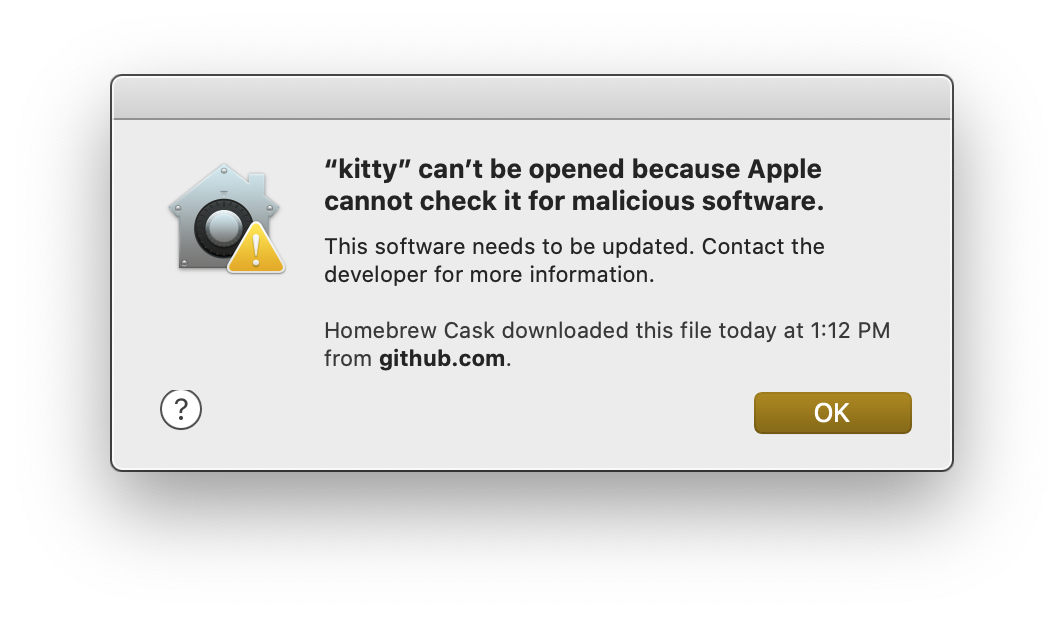 “kitty” can’t be opened because Apple
cannot check it for malicious software.
This software needs to be updated. Contact the
developer for more information.
Homebrew Cask downloaded this file today at 1:12 PM
from github.com.
?
OK